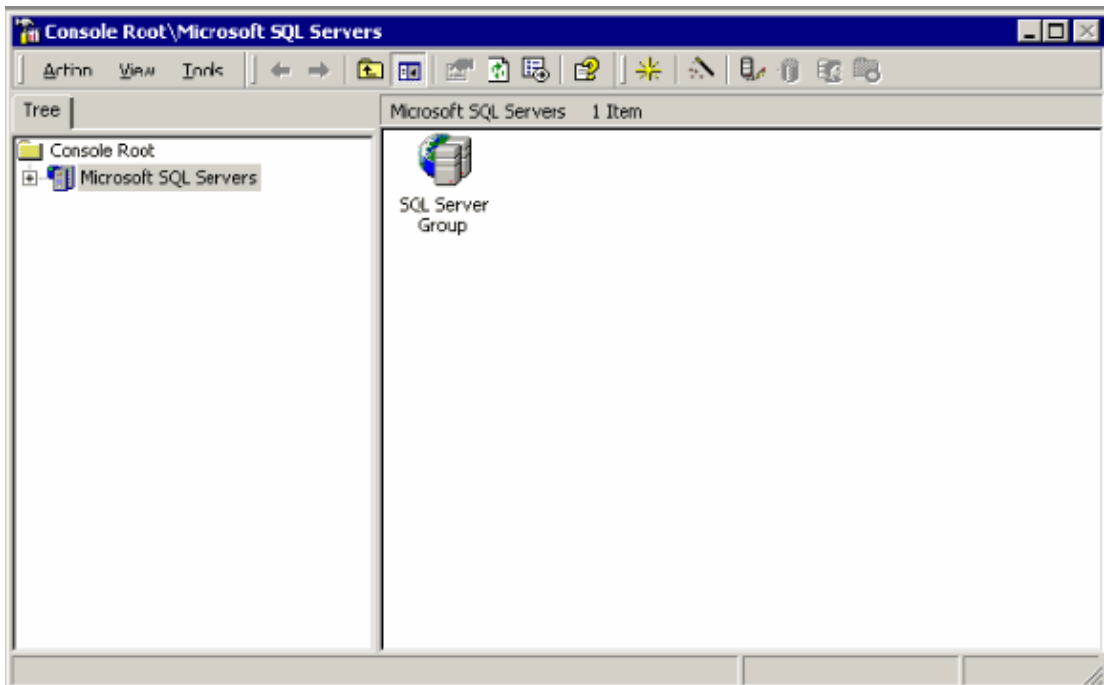 Console Root\Microsoft SQL Servers
Action View Tools
Tree
Microsoft SQL Servers 1 Item
Console Root
Microsoft SQL Servers
SQL Server
Group